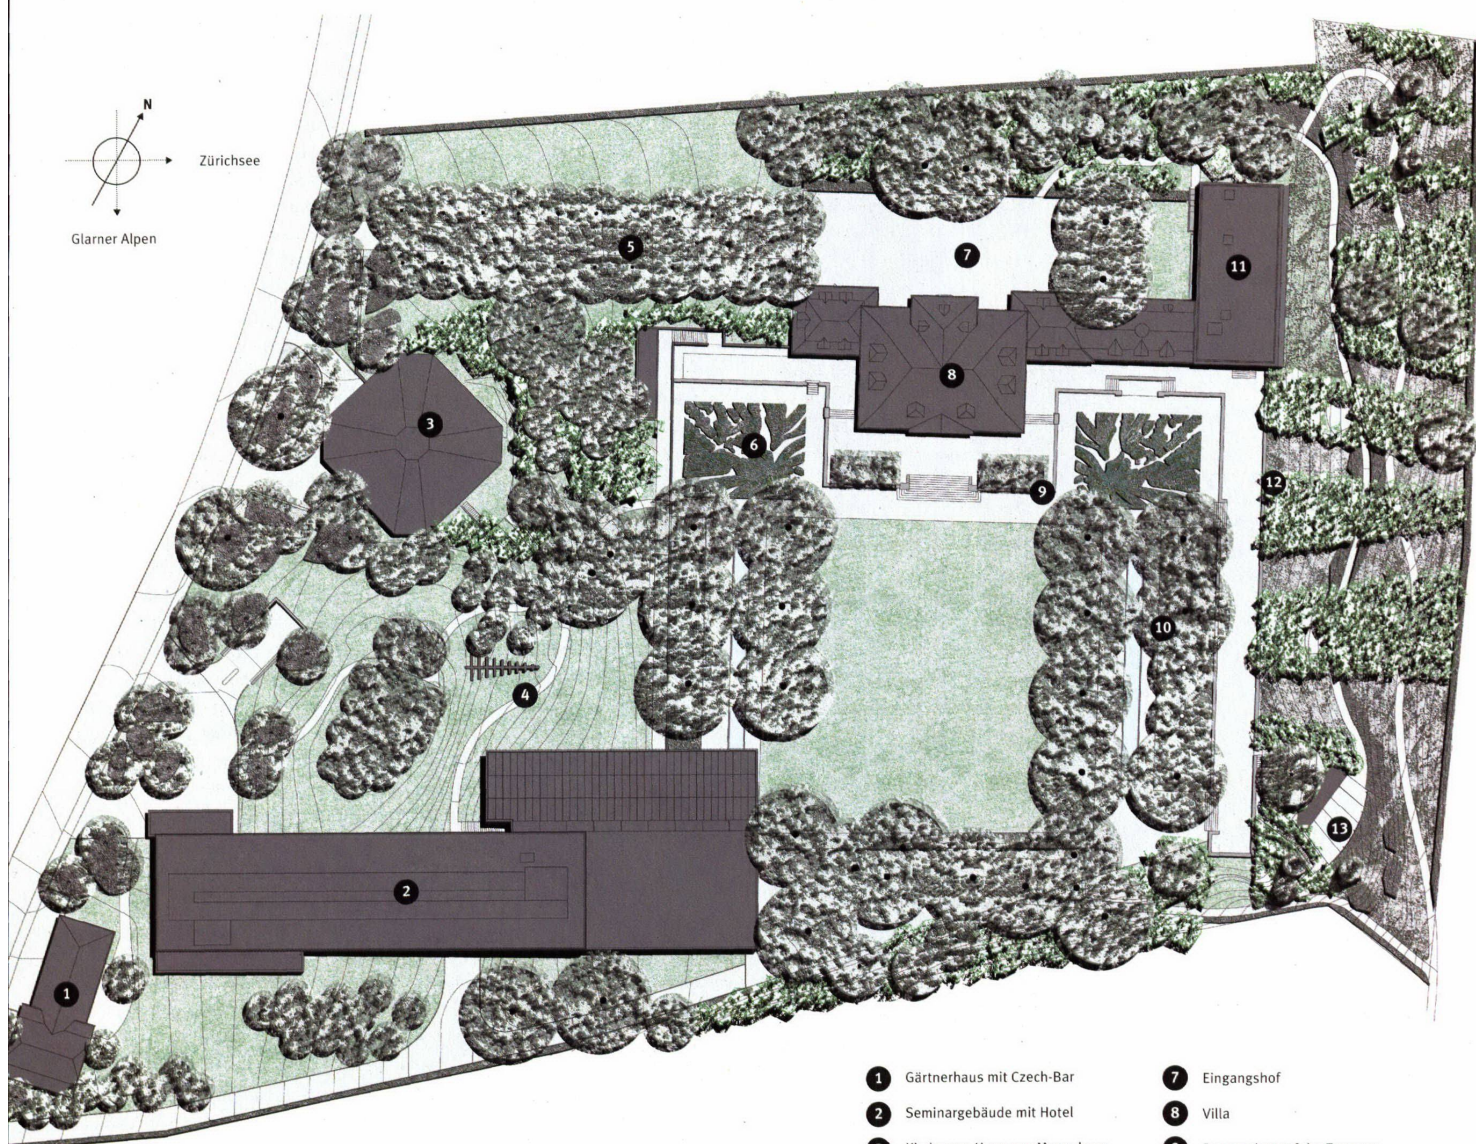 N
Zürichsee
Glarner Alpen
5
7
11
8
3
6
9
12
10
4
13
2
1
1 Gärtnerhaus mit Czech-Bar
2 Seminargebäude mit Hotel
7 Eingangshof
8 Villa